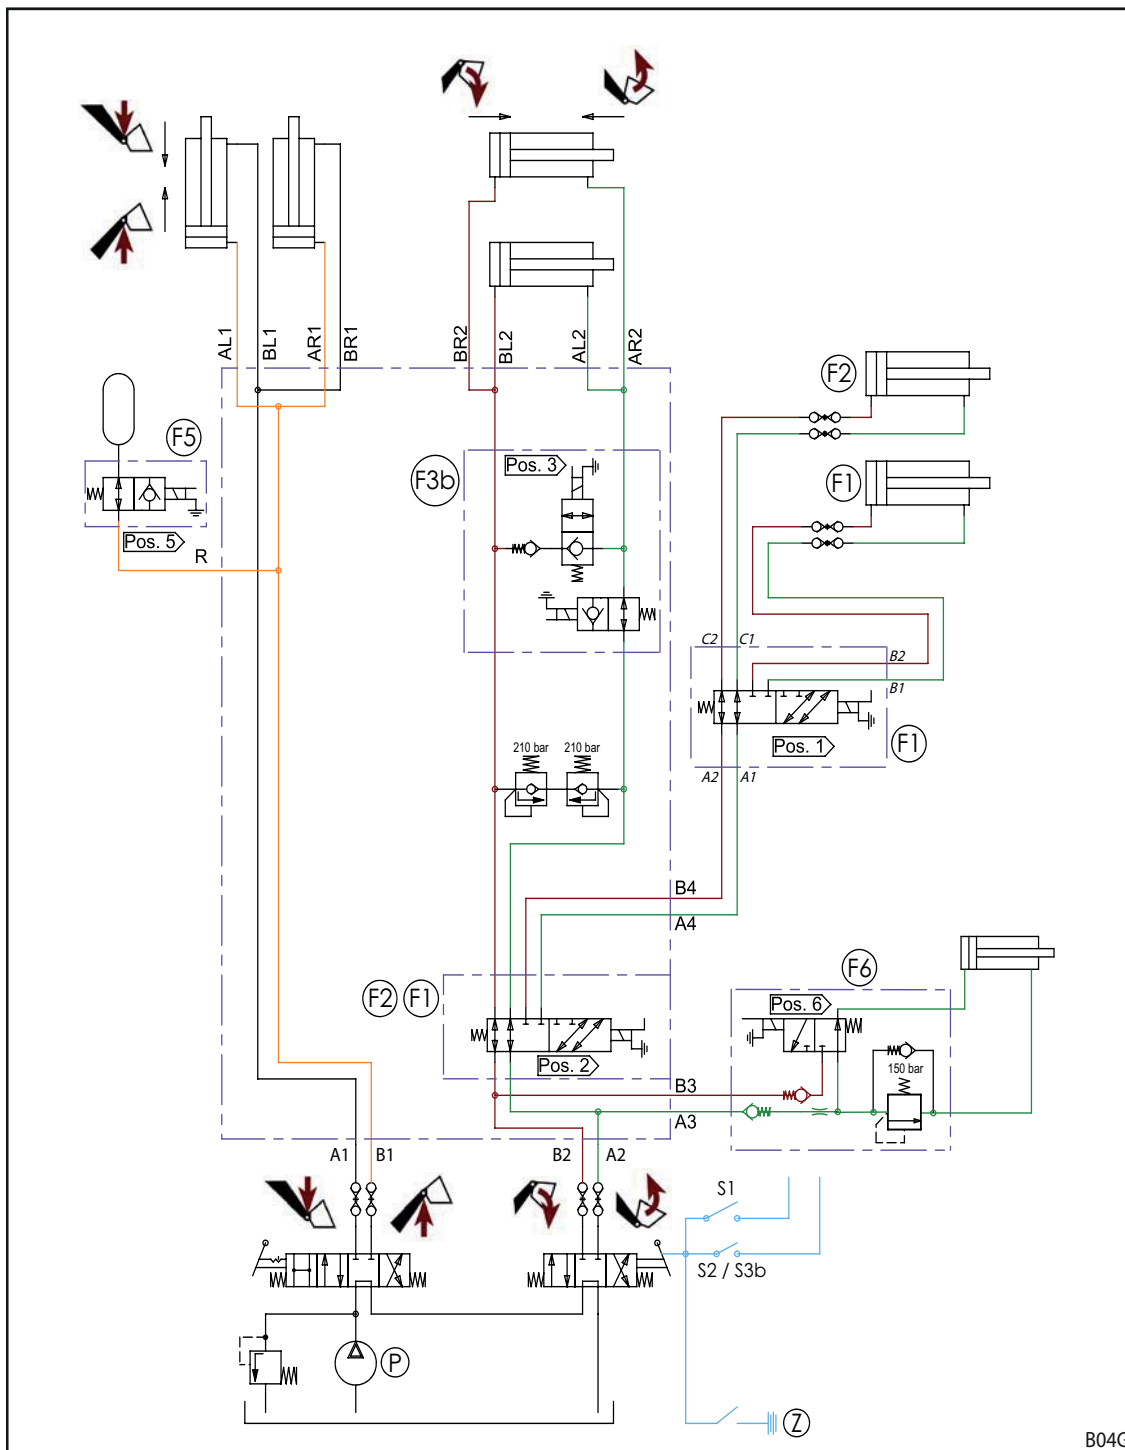 AL1
BL1
AR1
BR1
BR2
BL2
AL2
AR2
F2
F5
F3b
Pos. 3
F1
Pos. 5
R
C2
C1
B2
B1
Pos. 1
F1
A2
A1
210 bar
210 bar
B4
A4
F6
F2
F1
Pos. 6
Pos. 2
150 bar
B3
A3
A1
B1
B2
A2
S1
S2 / S3b
P
Z